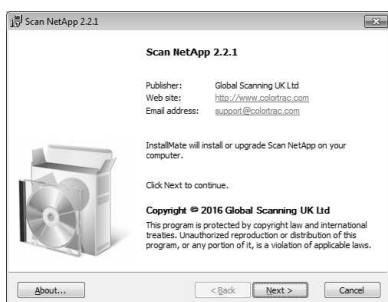 Scan NetApp 2.2.1
Scan NetApp 2.2.1
Publisher: Global Scanning UK Ltd
Web site: http://www.colortrac.com
Email address: support@colortrac.com
InstallMate will install or upgrade Scan NetApp on your
computer.
Click Next to continue.
Copyright © 2016 Global Scanning UK Ltd
This program is protected by copyright law and international
treaties. Unauthorized reproduction or distribution of this
program, or any portion of it, is a violation of applicable laws.
About... < Back Next > Cancel